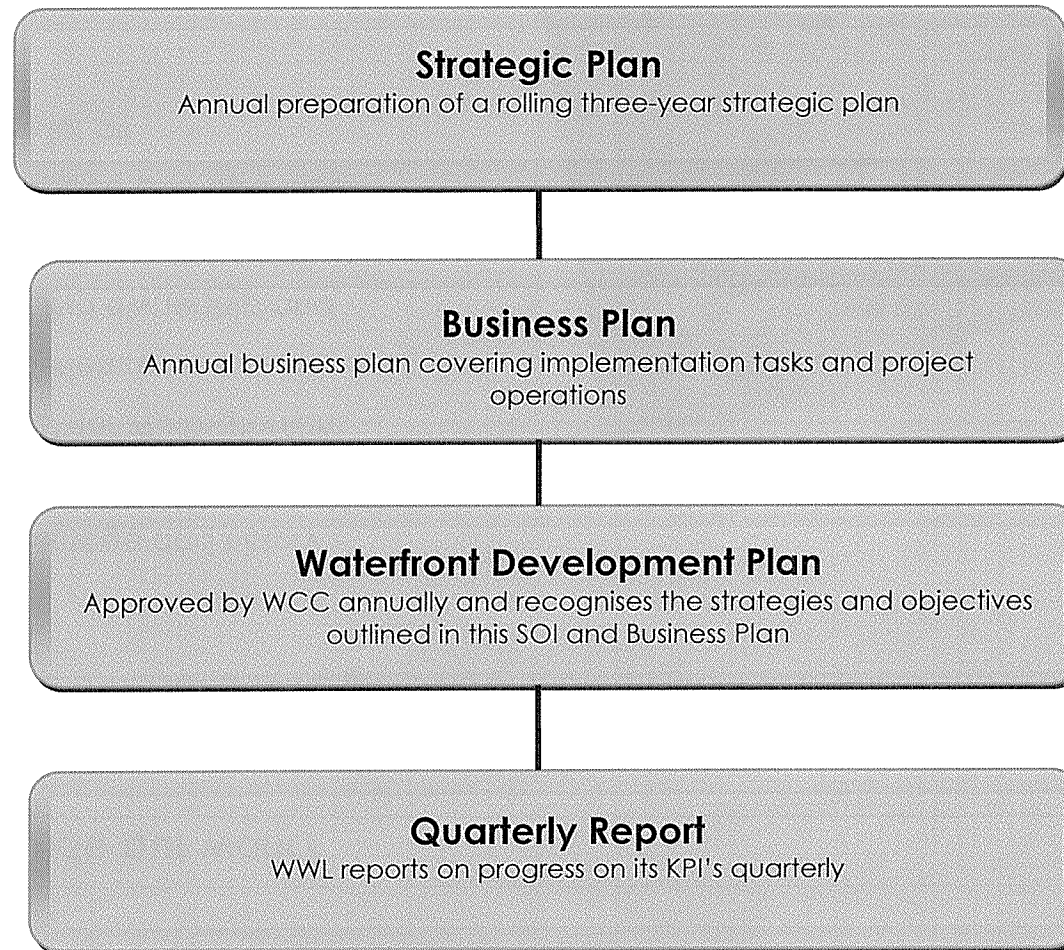 Strategic Plan
Annual preparation of a rolling three-year strategic plan
Business Plan
Annual business plan covering implementation tasks and project
operations
Waterfront Development Plan
Approved by WCC annually and recognises the strategies and objectives
outlined in this SOI and Business Plan
Quarterly Report
WWL reports on progress on its KPI's quarterly